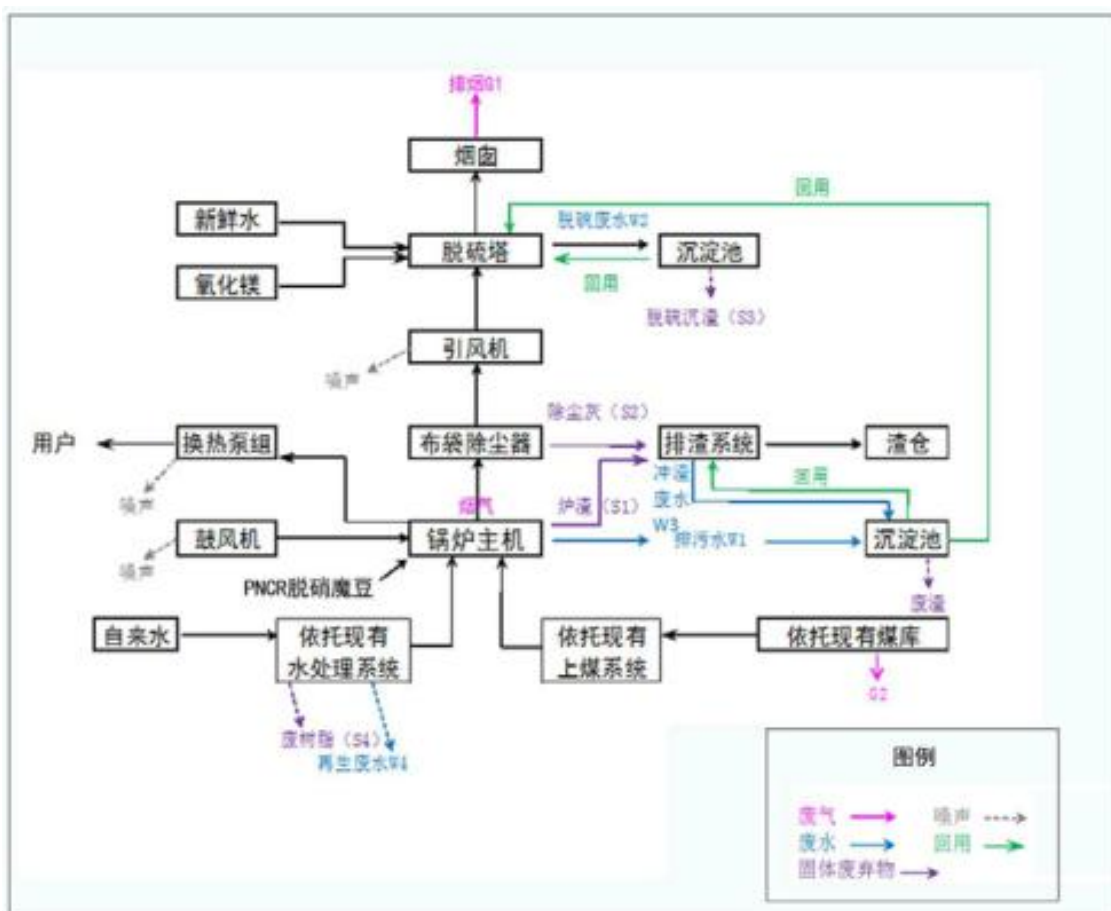 排烟G1
烟囱
回用
新鲜水
脱硫废水W2
脱硫塔
沉淀池
氧化镁
回用
脱硫沉渣（S3）
引风机
噪声
除尘灰（S2）
用户
换热泵组
布袋除尘器
排渣系统
渣仓
噪声
烟气
炉渣（S1）
冲渣
废水
W3
回用
鼓风机
锅炉主机
排污水W1
沉淀池
噪声
PNCR脱硝魔豆
废渣
自来水
依托现有
水处理系统
依托现有
上煤系统
依托现有煤库
G2
废树脂（S4）
再生废水W4
图例
废气
噪声
废水
回用
固体废弃物